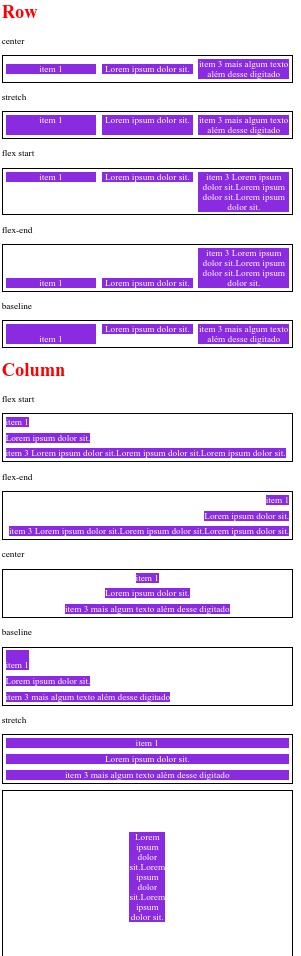 Row
center
item 1 Lorem ipsum dolor sit. item 3 mais algum texto
além desse digitado
stretch
item 1 Lorem ipsum dolor sit. item 3 mais algum texto
além desse digitado
flex start
item 1 Lorem ipsum dolor sit. item 3 Lorem ipsum
dolor sit.Lorem ipsum
dolor sit.Lorem ipsum
dolor sit.
flex-end
item 3 Lorem ipsum
dolor sit.Lorem ipsum
dolor sit.Lorem ipsum
item 1 Lorem ipsum dolor sit. dolor sit.
baseline
Lorem ipsum dolor sit. item 3 mais algum texto
item 1 além desse digitado
Column
flex start
item 1
Lorem ipsum dolor sit.
item 3 Lorem ipsum dolor sit.Lorem ipsum dolor sit.Lorem ipsum dolor sit.
flex-end
item 1
Lorem ipsum dolor sit.
item 3 Lorem ipsum dolor sit.Lorem ipsum dolor sit.Lorem ipsum dolor sit.
center
item 1
Lorem ipsum dolor sit.
item 3 mais algum texto além desse digitado
baseline
item 1
Lorem ipsum dolor sit.
item 3 mais algum texto além desse digitado
stretch
item 1
Lorem ipsum dolor sit.
item 3 mais algum texto além desse digitado
Lorem
ipsum
dolor
sit.Lorem
ipsum
dolor
sit.Lorem
ipsum
dolor sit.